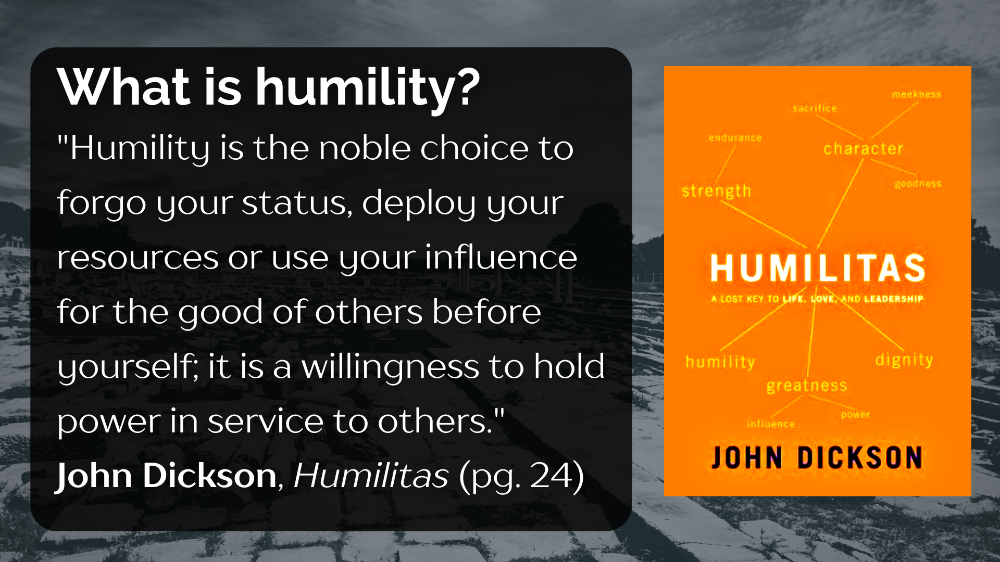 What is humility?
"Humility is the noble choice to
forgo your status, deploy your
resources or use your influence
for the good of others before
yourself; it is a willingness to hold
power in service to others."
John Dickson, Humilitas (pg. 24)
meekness
sacrifice
endurance
character
goodness
strength
HUMILITAS
A LOST KEY TO LIFE, LOVE, AND LEADERSHIP
humility
dignity
greatness
power
influence
JOHN DICKSON